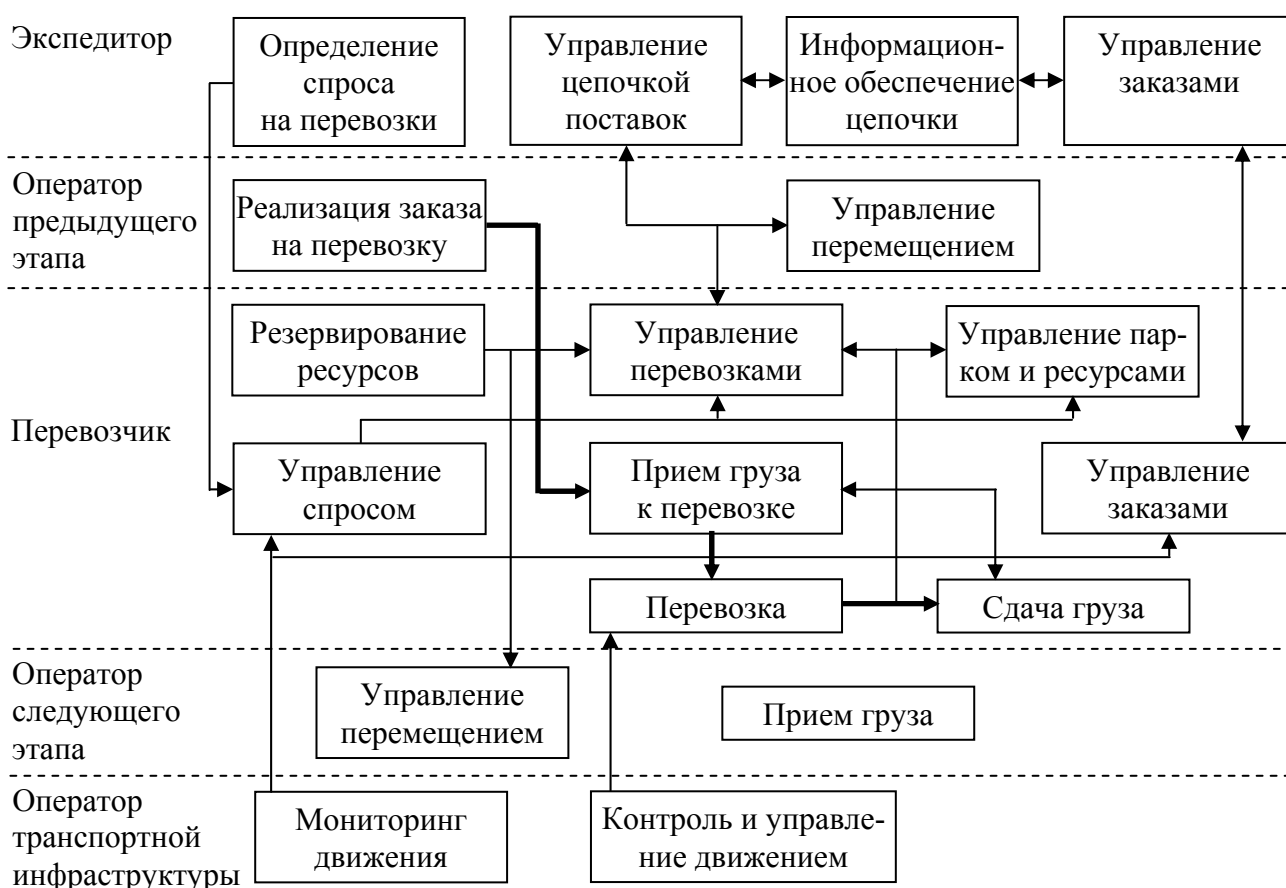 Экспедитор
Определение
спроса
на перевозки
Управление
цепочкой
поставок
Информацион-
ное обеспечение
цепочки
Управление
заказами
Оператор
предыдущего
этапа
Реализация заказа
на перевозку
Управление
перемещением
Перевозчик
Резервирование
ресурсов
Управление
перевозками
Управление пар-
ком и ресурсами
Управление
спросом
Прием груза
к перевозке
Управление
заказами
Перевозка
Сдача груза
Оператор
следующего
этапа
Управление
перемещением
Прием груза
Оператор
транспортной
инфраструктуры
Мониторинг
движения
Контроль и управле-
ние движением